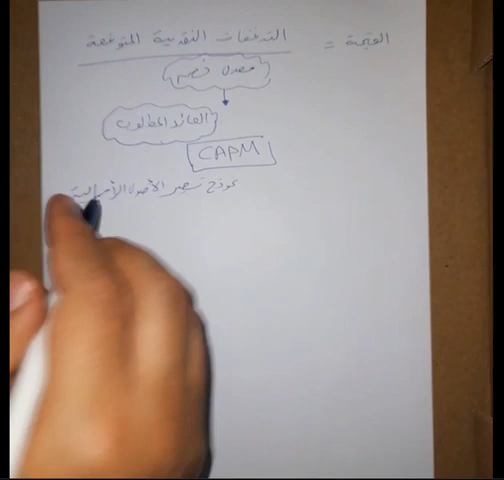 القيمة = التدفقات النقدية المتوقعة
معدل خصم
العائد المطلوب
CAPM
نموذج تسعير الأصول الرأسمالية